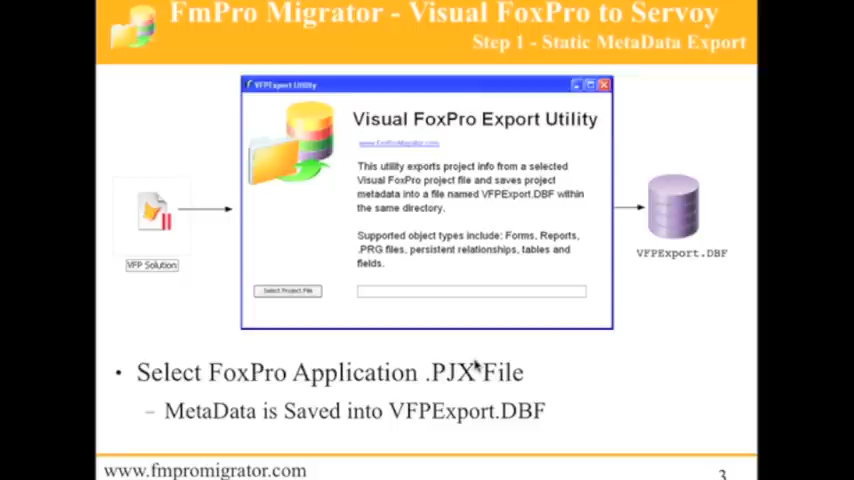 FmPro Migrator - Visual FoxPro to Servoy
Step 1 - Static MetaData Export
VFPExport Utility
Visual FoxPro Export Utility
www.FmProMigrator.com
This utility exports project info from a selected
Visual FoxPro project file and saves project
metadata into a file named VFPExport.DBF within
the same directory.
Supported object types include: Forms, Reports,
.PRG files, persistent relationships, tables and
fields.
VFP Solution
VFPExport.DBF
Select Project File
• Select FoxPro Application .PJX File
– MetaData is Saved into VFPExport.DBF
www.fmpromigrator.com
3